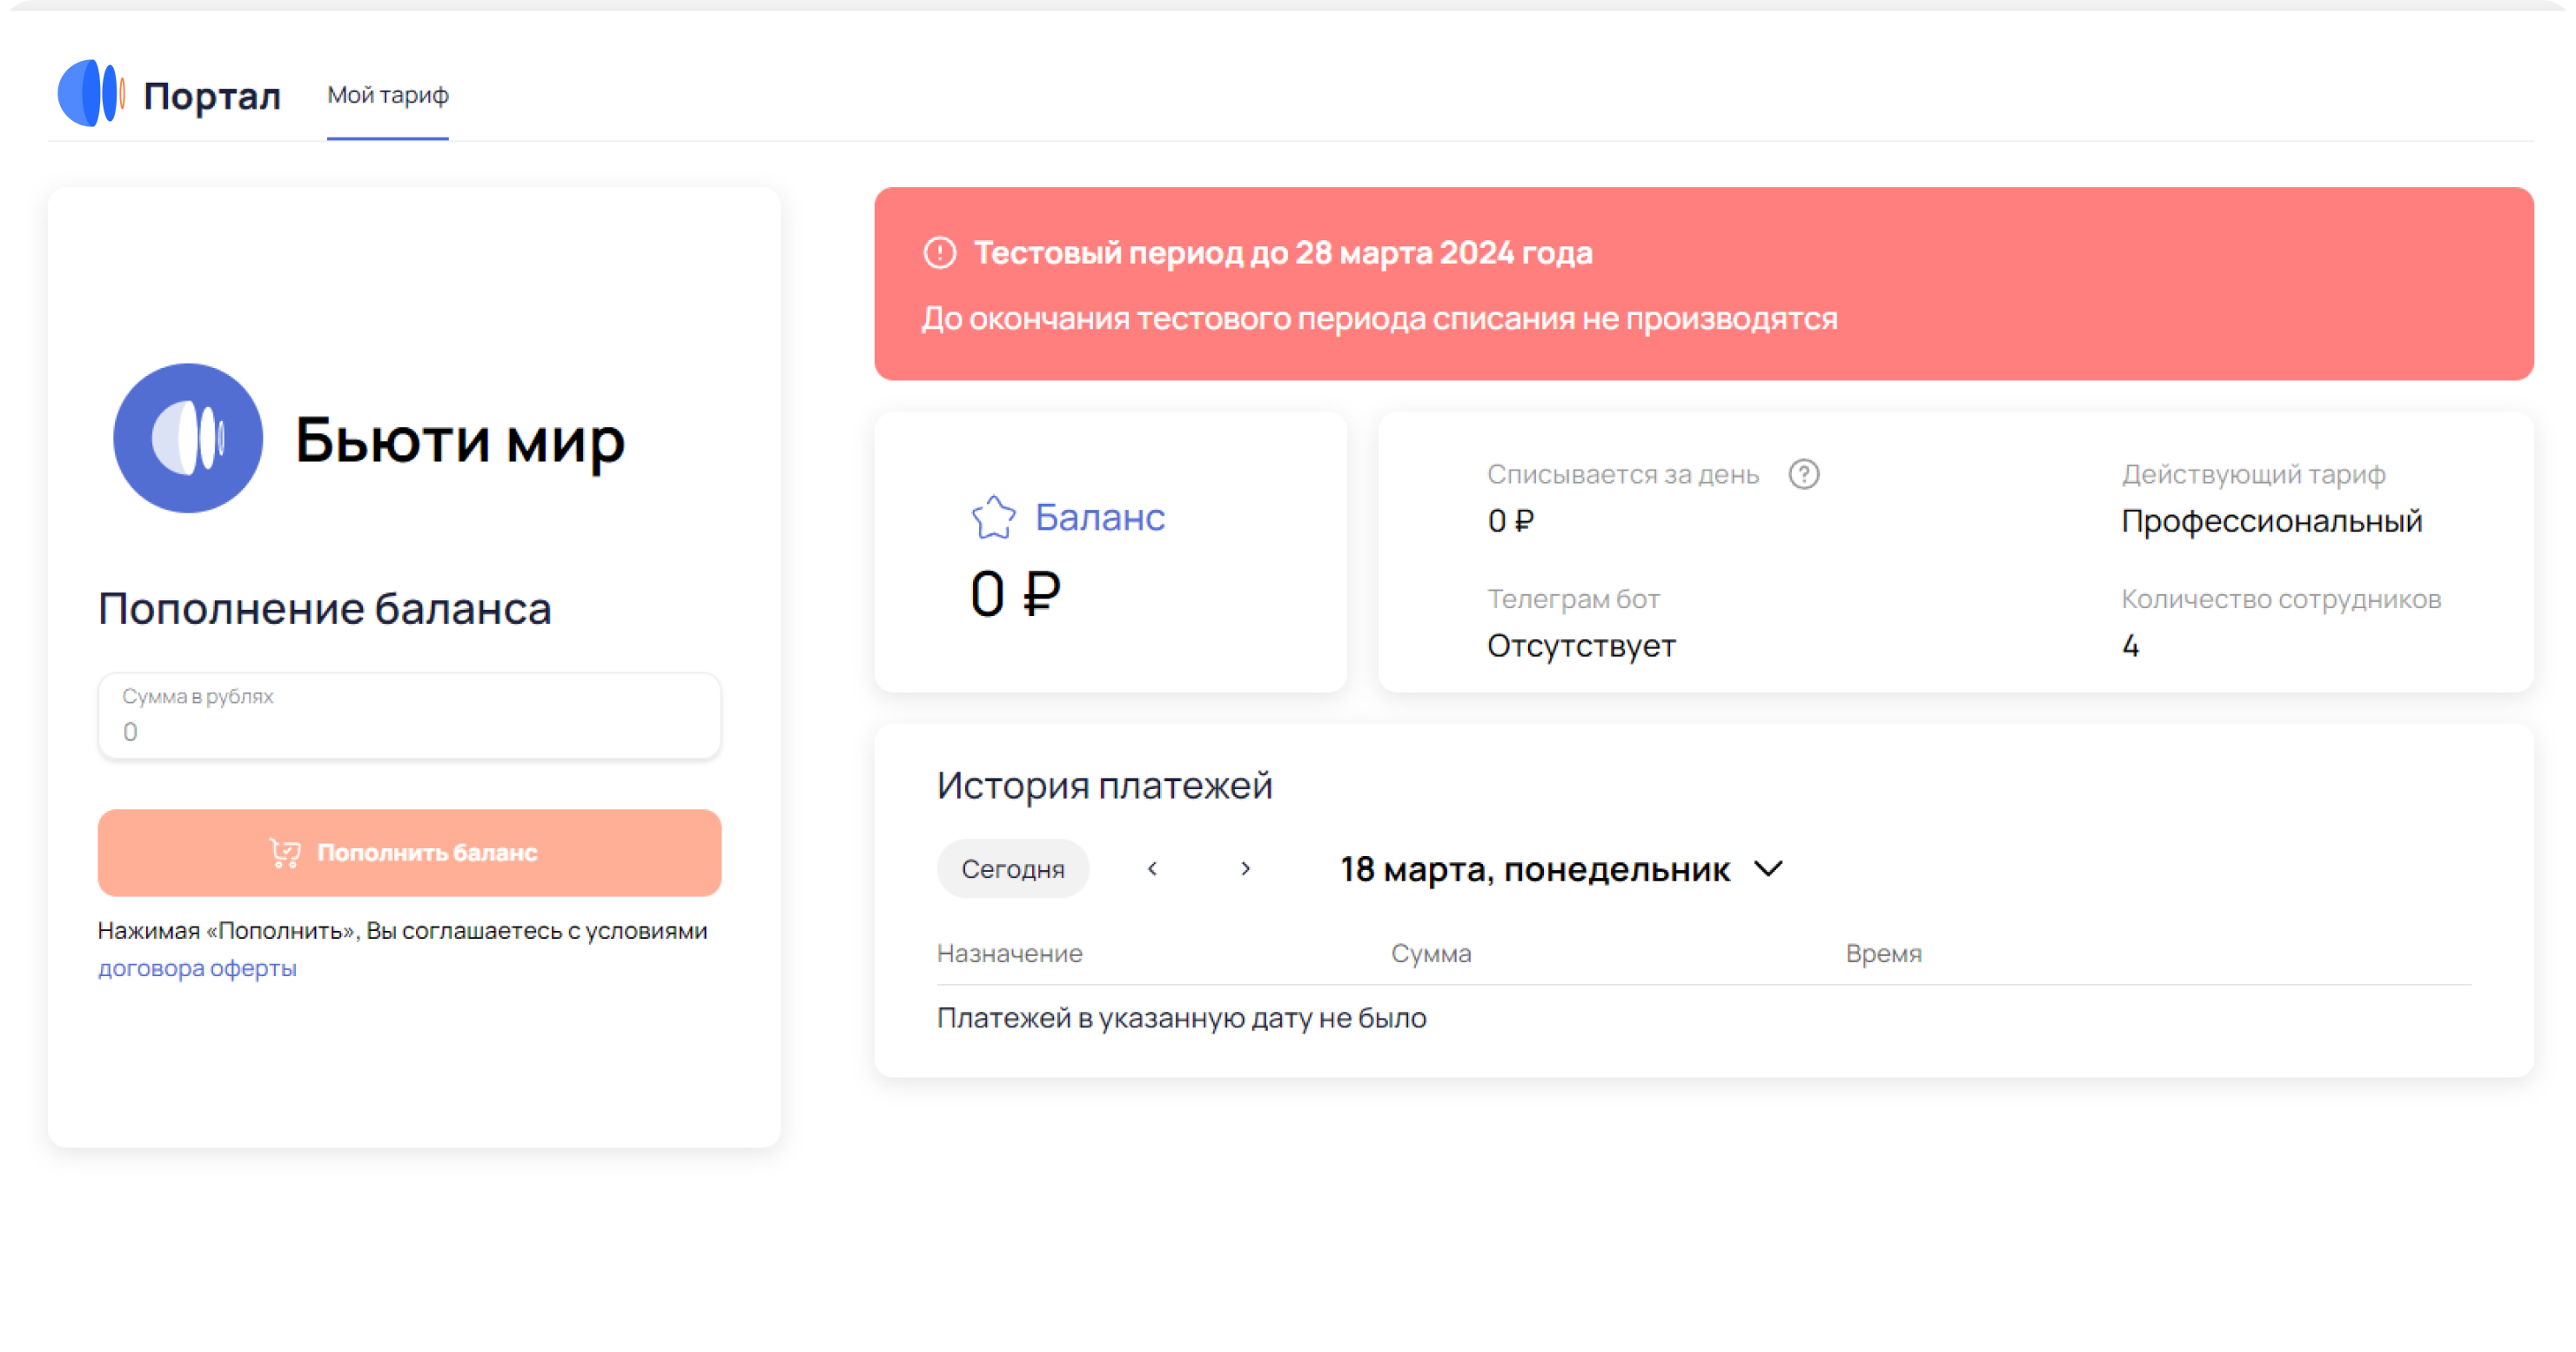 Портал
Мой тариф
Бьюти мир
Пополнение баланса
Сумма в рублях
0
Пополнить баланс
Нажимая «Пополнить», Вы соглашаетесь с условиями
договора оферты
Тестовый период до 28 марта 2024 года
До окончания тестового периода списания не производятся
Баланс
0 ₽
Списывается за день ?
0 ₽
Действующий тариф
Профессиональный
Телеграм бот
Отсутствует
Количество сотрудников
4
История платежей
Сегодня < > 18 марта, понедельник
Назначение Сумма Время
Платежей в указанную дату не было